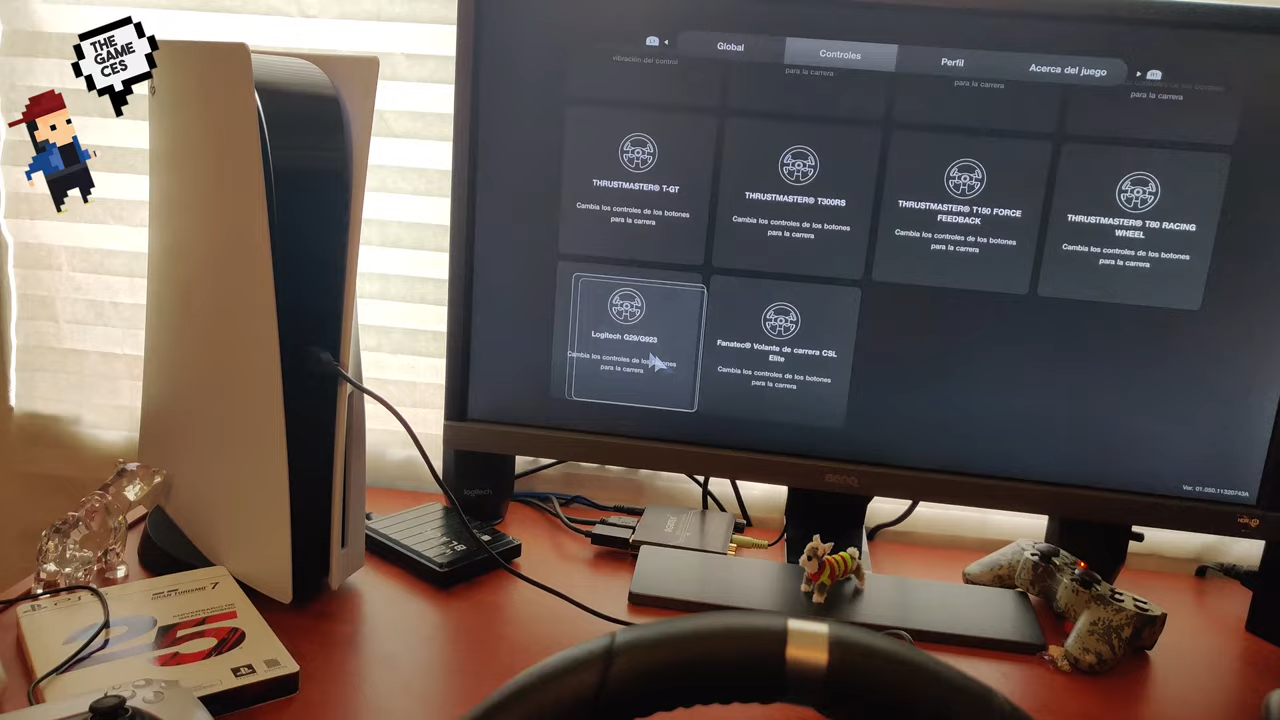 THE
GAME
CES
Global
Controles
Perfil
Acerca del juego
vibración del control
para la carrera
para la carrera
para la carrera
THRUSTMASTER® T-GT
Cambia los controles de los botones
para la carrera
THRUSTMASTER® T300RS
Cambia los controles de los botones
para la carrera
THRUSTMASTER® T150 FORCE
FEEDBACK
Cambia los controles de los botones
para la carrera
THRUSTMASTER® T80 RACING
WHEEL
Cambia los controles de los botones
para la carrera
Logitech G29/G923
Cambia los controles de los botones
para la carrera
Fanatec® Volante de carrera CSL
Elite
Cambia los controles de los botones
para la carrera
Ver. 01.050.11320743A
BenQ
logitech
GRAN TURISMO 7
25